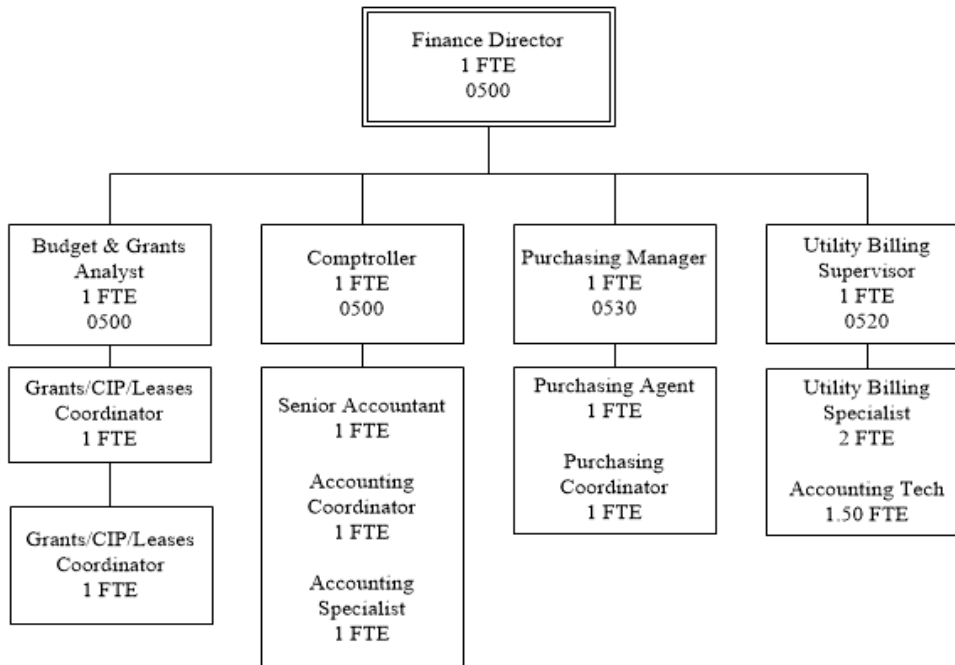 Finance Director
1 FTE
0500
Budget & Grants
Analyst
1 FTE
0500
Comptroller
1 FTE
0500
Purchasing Manager
1 FTE
0530
Utility Billing
Supervisor
1 FTE
0520
Grants/CIP/Leases
Coordinator
1 FTE
Grants/CIP/Leases
Coordinator
1 FTE
Senior Accountant
1 FTE
Accounting
Coordinator
1 FTE
Accounting
Specialist
1 FTE
Purchasing Agent
1 FTE
Purchasing
Coordinator
1 FTE
Utility Billing
Specialist
2 FTE
Accounting Tech
1.50 FTE